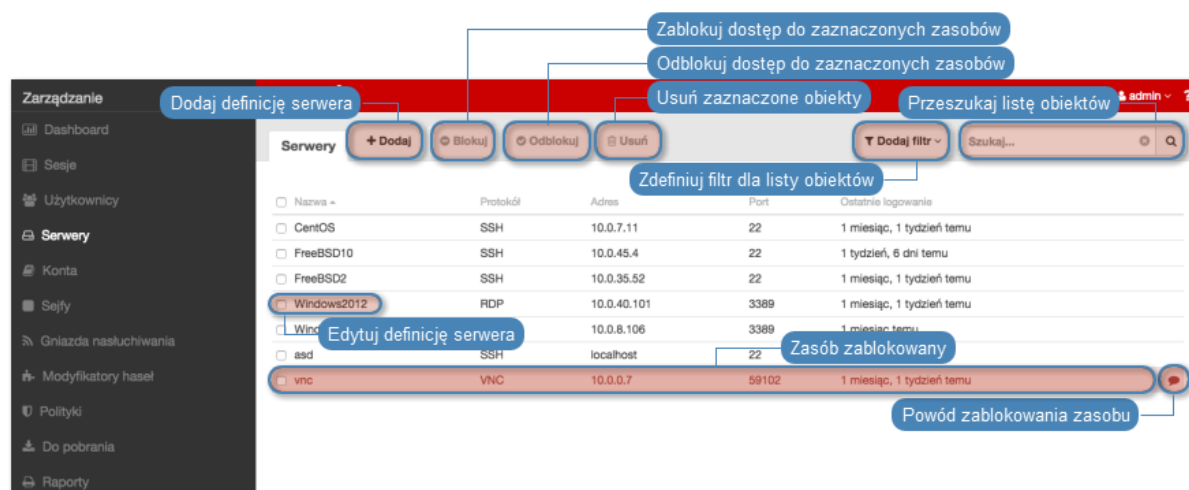 Zablokuj dostęp do zaznaczonych zasobów
Odblokuj dostęp do zaznaczonych zasobów
Zarządzanie
Dodaj definicję serwera
Usuń zaznaczone obiekty
Przeszukaj listę obiektów
admin
?
Dashboard
Serwery
+ Dodaj
Blokuj
Odblokuj
Usuń
Dodaj filtr
Szukaj...
Sesje
Zdefiniuj filtr dla listy obiektów
Użytkownicy
Nazwa Protokół Adres Port Ostatnie logowanie
Serwery
CentOS SSH 10.0.7.11 22 1 miesiąc, 1 tydzień temu
FreeBSD10 SSH 10.0.45.4 22 1 tydzień, 6 dni temu
Konta
FreeBSD2 SSH 10.0.35.52 22 1 miesiąc, 1 tydzień temu
Sejfy
Windows2012 RDP 10.0.40.101 3389 1 miesiąc, 1 tydzień temu
Gniazda nasłuchiwania
10.0.8.106 3389 1 miesiąc temu
Edytuj definicję serwera
Zasób zablokowany
asd SSH localhost 22
Modyfikatory haseł
vnc VNC 10.0.0.7 59102 1 miesiąc, 1 tydzień temu
Polityki
Powód zablokowania zasobu
Do pobrania
Raporty